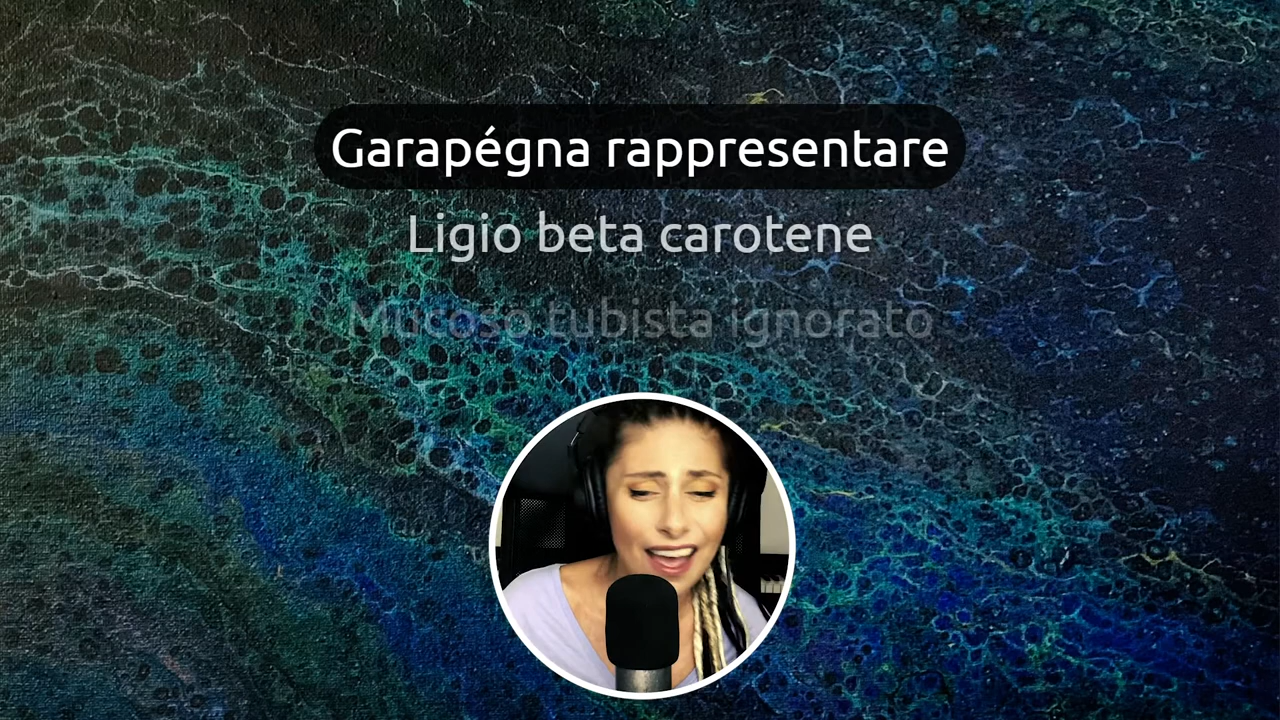 Garapégna rappresentare
Ligio beta carotene
Mucoso tubista ignorato